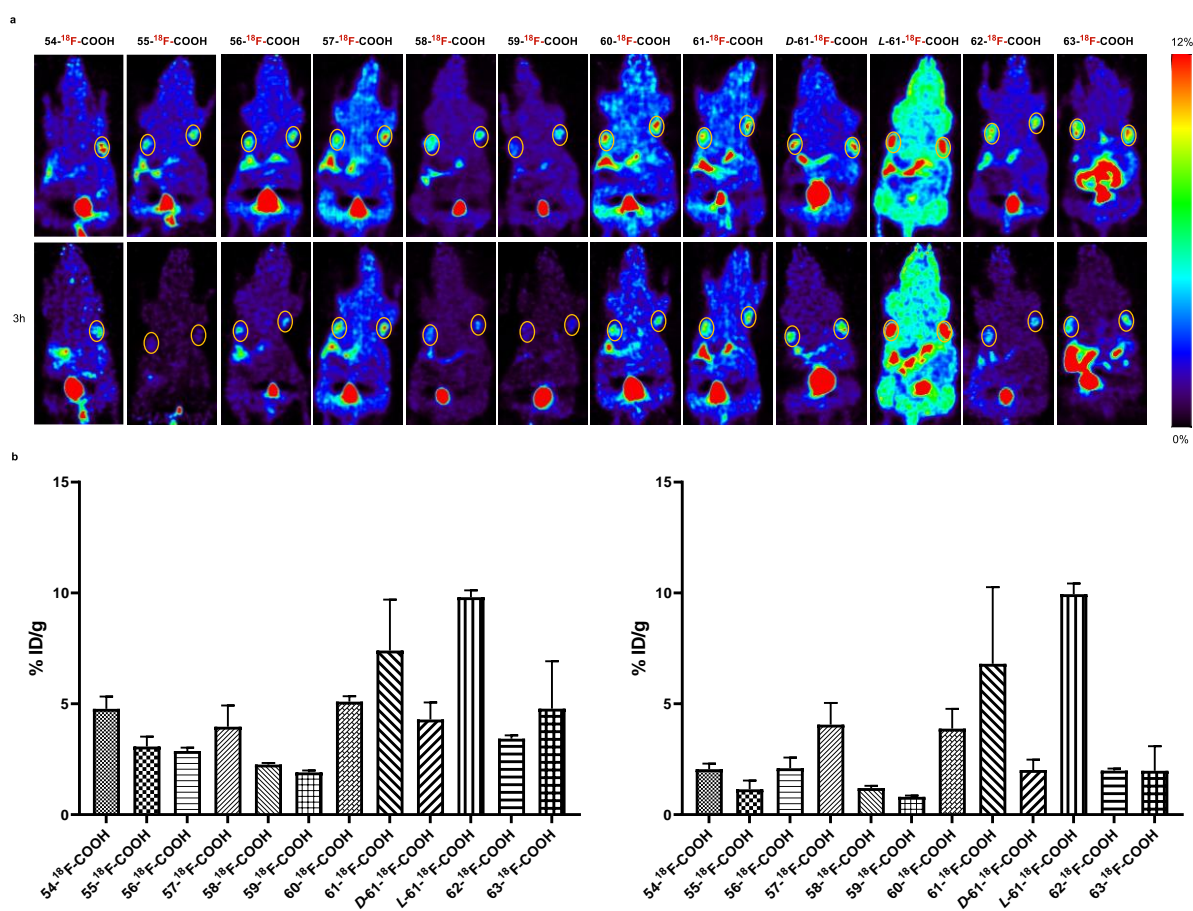 a
54-¹⁸F-COOH 55-¹⁸F-COOH 56-¹⁸F-COOH 57-¹⁸F-COOH 58-¹⁸F-COOH 59-¹⁸F-COOH 60-¹⁸F-COOH 61-¹⁸F-COOH D-61-¹⁸F-COOH L-61-¹⁸F-COOH 62-¹⁸F-COOH 63-¹⁸F-COOH
12%
3h
0%
b
15
10
5
0
% ID/g
54-¹⁸F-COOH
55-¹⁸F-COOH
56-¹⁸F-COOH
57-¹⁸F-COOH
58-¹⁸F-COOH
59-¹⁸F-COOH
60-¹⁸F-COOH
61-¹⁸F-COOH
D-61-¹⁸F-COOH
L-61-¹⁸F-COOH
62-¹⁸F-COOH
63-¹⁸F-COOH
15
10
5
0
% ID/g
54-¹⁸F-COOH
55-¹⁸F-COOH
56-¹⁸F-COOH
57-¹⁸F-COOH
58-¹⁸F-COOH
59-¹⁸F-COOH
60-¹⁸F-COOH
61-¹⁸F-COOH
D-61-¹⁸F-COOH
L-61-¹⁸F-COOH
62-¹⁸F-COOH
63-¹⁸F-COOH